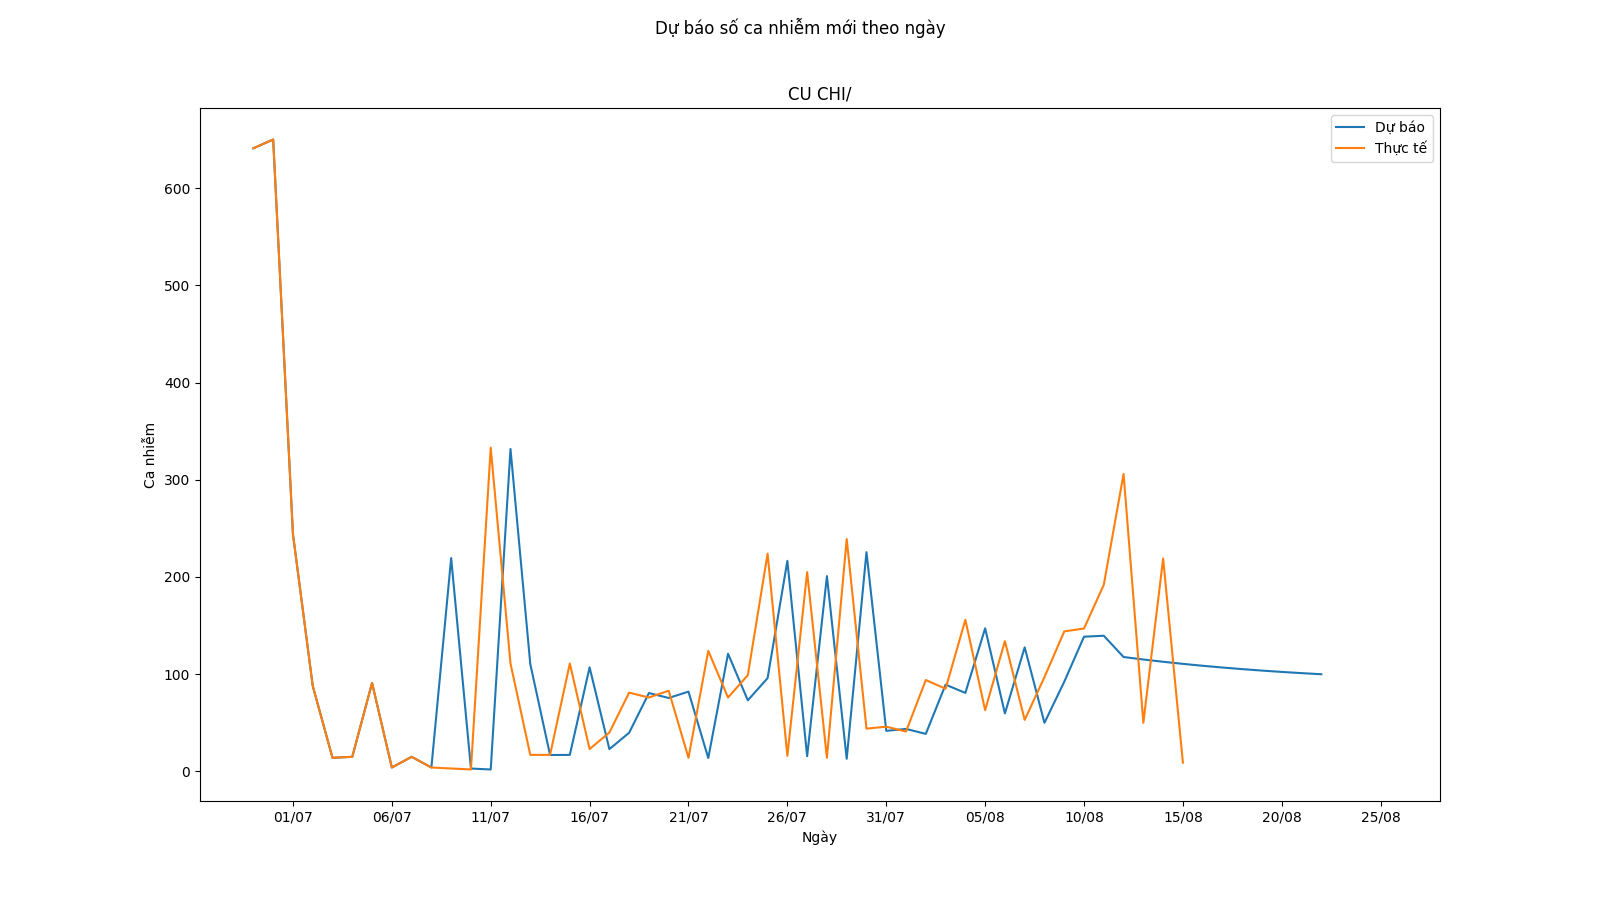 Dự báo số ca nhiễm mới theo ngày
CU CHI/
Dự báo
Thực tế
600
500
400
300
200
100
0
Ca nhiễm
01/07 06/07 11/07 16/07 21/07 26/07 31/07 05/08 10/08 15/08 20/08 25/08
Ngày